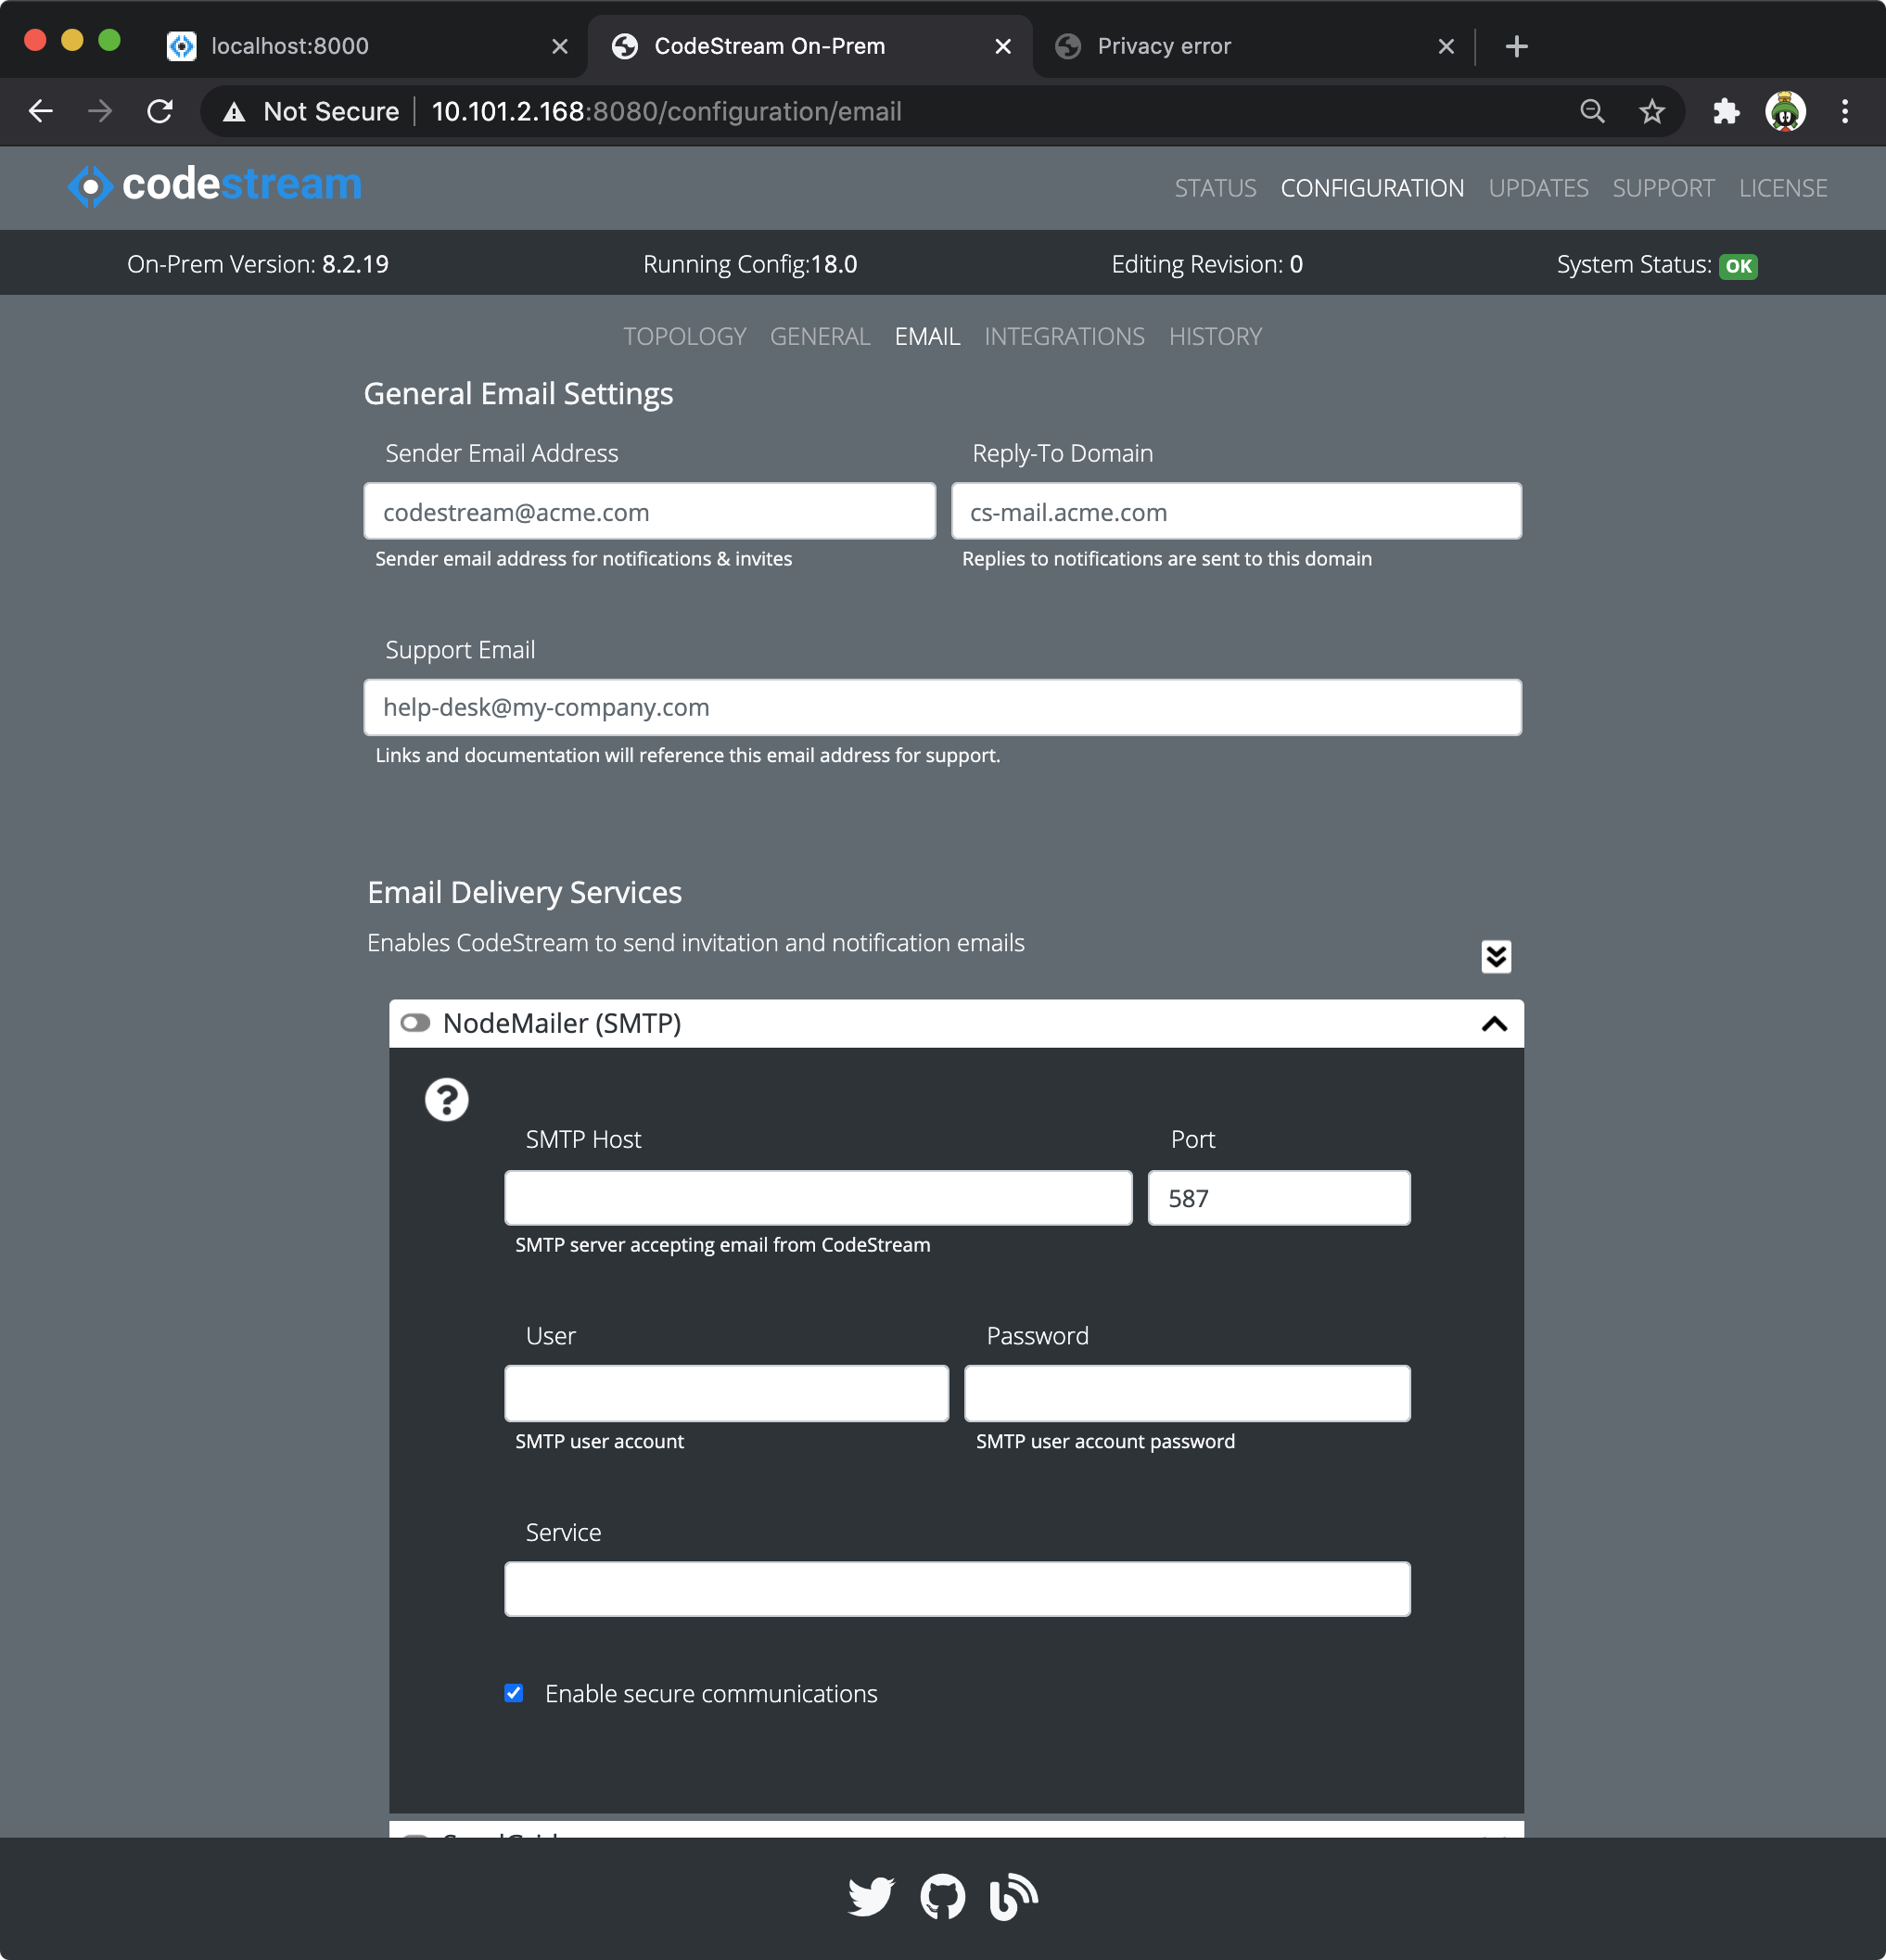 localhost:8000
CodeStream On-Prem
Privacy error
Not Secure
10.101.2.168:8080/configuration/email
codestream
STATUS CONFIGURATION UPDATES SUPPORT LICENSE
On-Prem Version: 8.2.19
Running Config:18.0
Editing Revision: 0
System Status: OK
TOPOLOGY GENERAL EMAIL INTEGRATIONS HISTORY
General Email Settings
Sender Email Address
Reply-To Domain
codestream@acme.com
cs-mail.acme.com
Sender email address for notifications & invites
Replies to notifications are sent to this domain
Support Email
help-desk@my-company.com
Links and documentation will reference this email address for support.
Email Delivery Services
Enables CodeStream to send invitation and notification emails
NodeMailer (SMTP)
?
SMTP Host
Port
587
SMTP server accepting email from CodeStream
User
Password
SMTP user account
SMTP user account password
Service
Enable secure communications